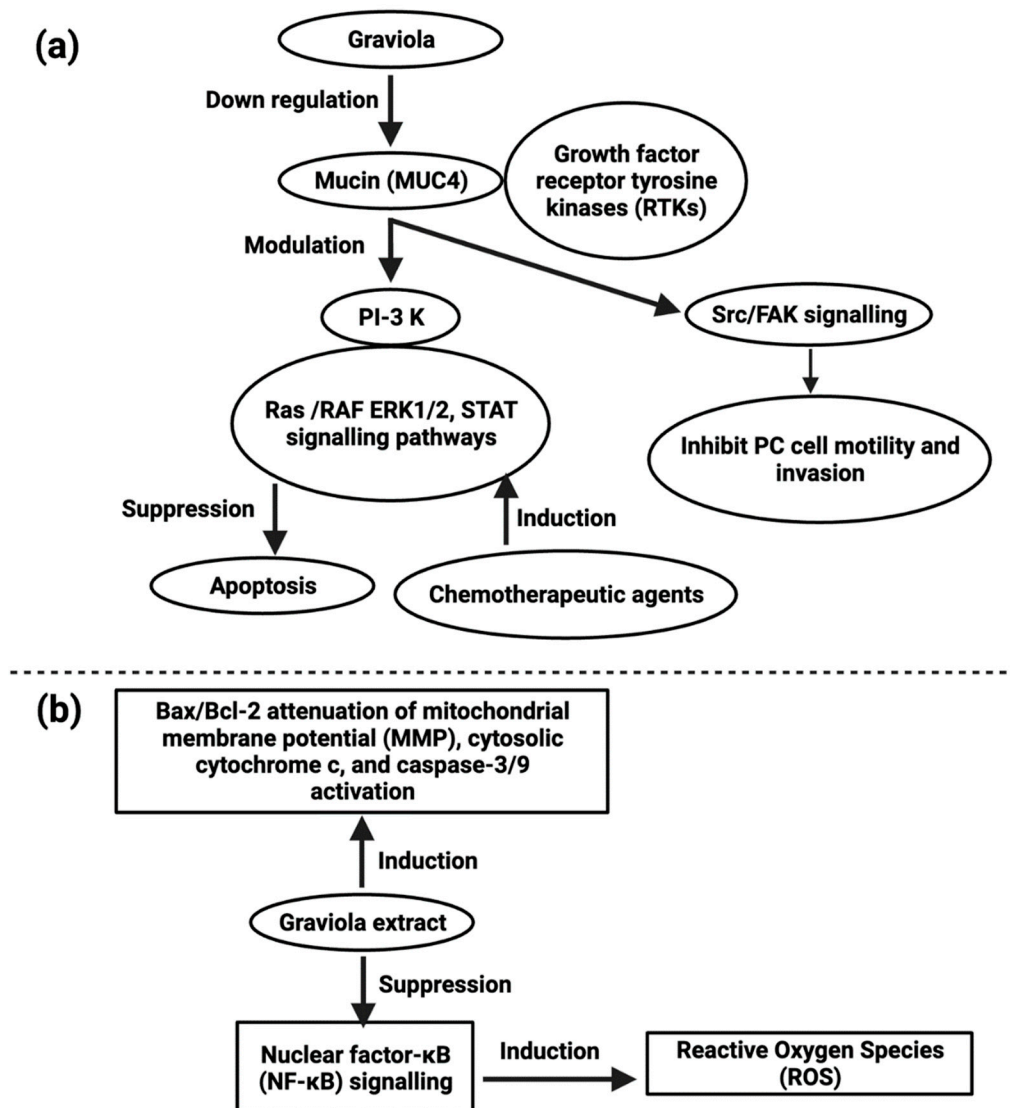 (a)
Graviola
Down regulation
Mucin (MUC4)
Growth factor
receptor tyrosine
kinases (RTKs)
Modulation
PI-3 K
Src/FAK signalling
Ras /RAF ERK1/2, STAT
signalling pathways
Inhibit PC cell motility and
invasion
Suppression
Induction
Apoptosis
Chemotherapeutic agents
(b)
Bax/Bcl-2 attenuation of mitochondrial
membrane potential (MMP), cytosolic
cytochrome c, and caspase-3/9
activation
Induction
Graviola extract
Suppression
Nuclear factor-κB
(NF-κB) signalling
Induction
Reactive Oxygen Species
(ROS)